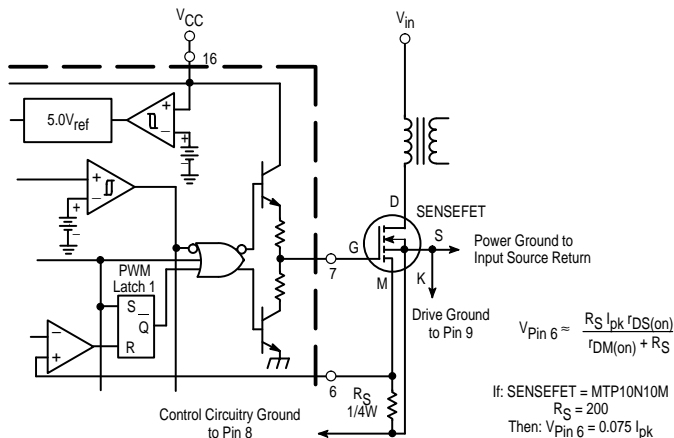 VCC
16
Vin
5.0Vref
+
–
+
–
+
–
+
–
D
SENSEFET
S
G
M
K
Power Ground to
Input Source Return
7
Drive Ground
to Pin 9
PWM
Latch 1
S
Q
R
–
+
6
RS
1/4W
Control Circuitry Ground
to Pin 8
VPin 6 ≈ RS Ipk rDS(on)
rDM(on) + RS
If: SENSEFET = MTP10N10M
RS = 200
Then: VPin 6 = 0.075 Ipk